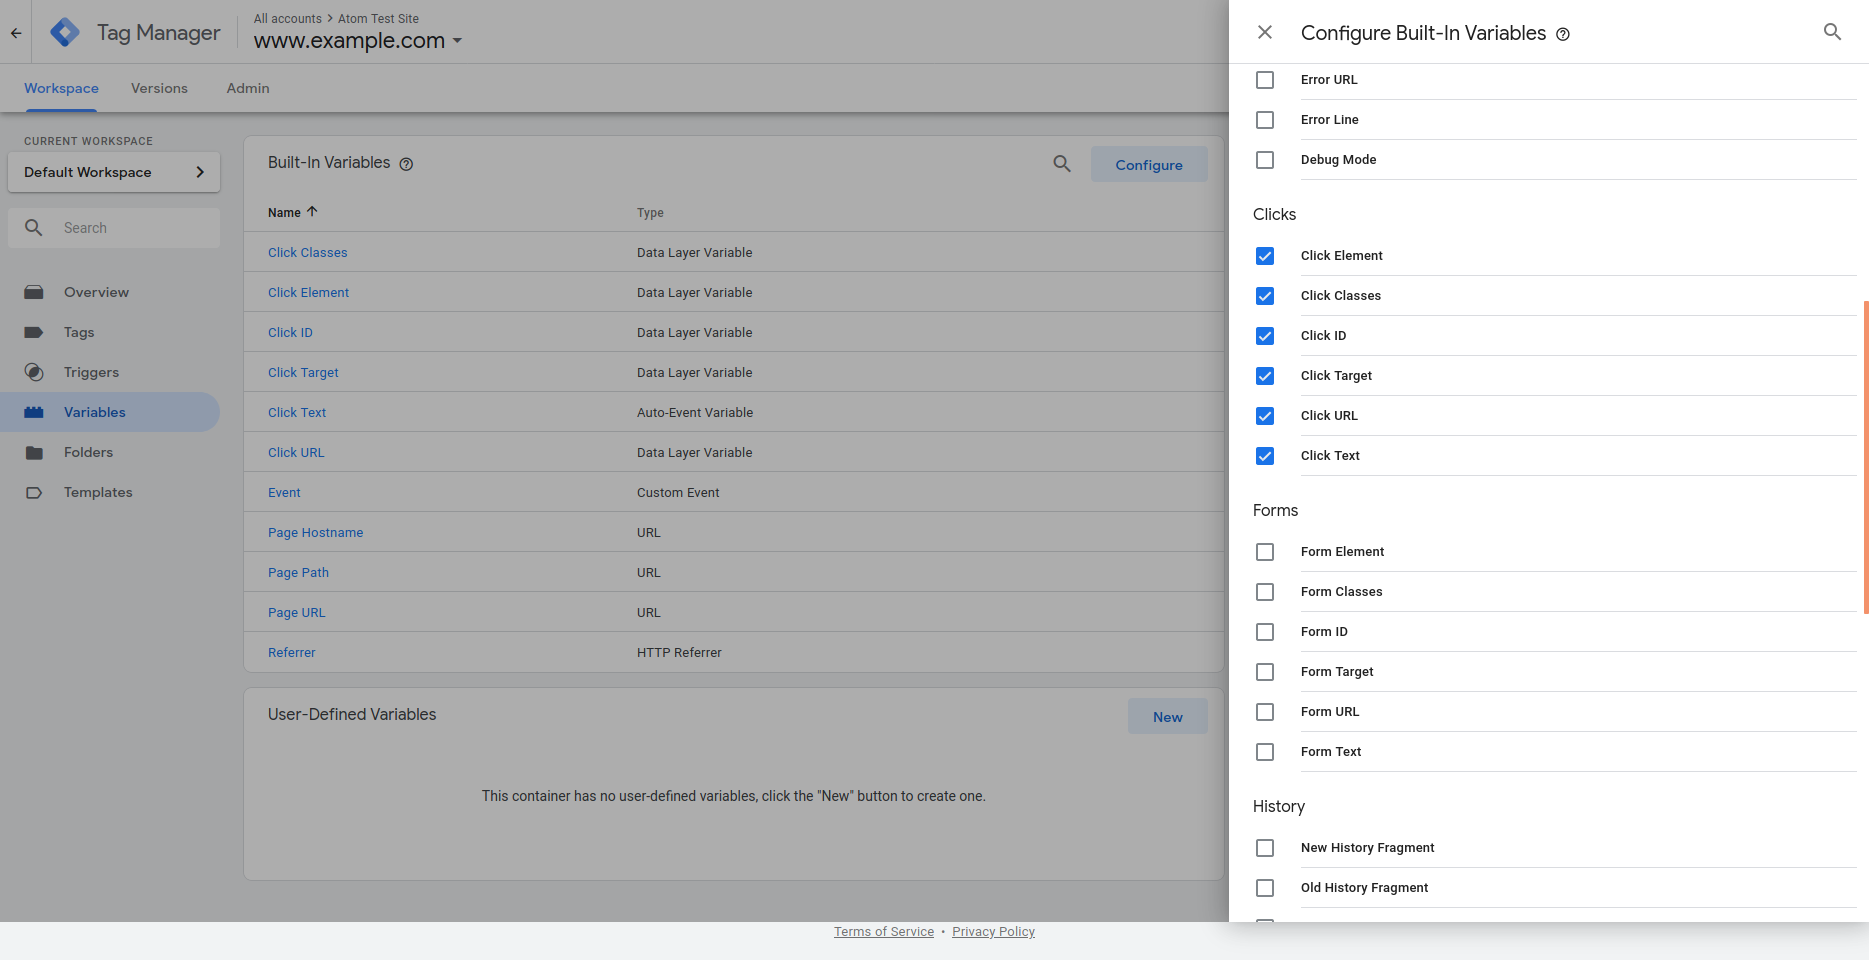 Tag Manager
All accounts > Atom Test Site
www.example.com
Workspace Versions Admin
CURRENT WORKSPACE
Default Workspace
Search
Overview
Tags
Triggers
Variables
Folders
Templates
Built-In Variables
Configure
Name Type
Click Classes Data Layer Variable
Click Element Data Layer Variable
Click ID Data Layer Variable
Click Target Data Layer Variable
Click Text Auto-Event Variable
Click URL Data Layer Variable
Event Custom Event
Page Hostname URL
Page Path URL
Page URL URL
Referrer HTTP Referrer
User-Defined Variables
New
This container has no user-defined variables, click the "New" button to create one.
Terms of Service • Privacy Policy
Configure Built-In Variables
Error URL
Error Line
Debug Mode
Clicks
Click Element
Click Classes
Click ID
Click Target
Click URL
Click Text
Forms
Form Element
Form Classes
Form ID
Form Target
Form URL
Form Text
History
New History Fragment
Old History Fragment